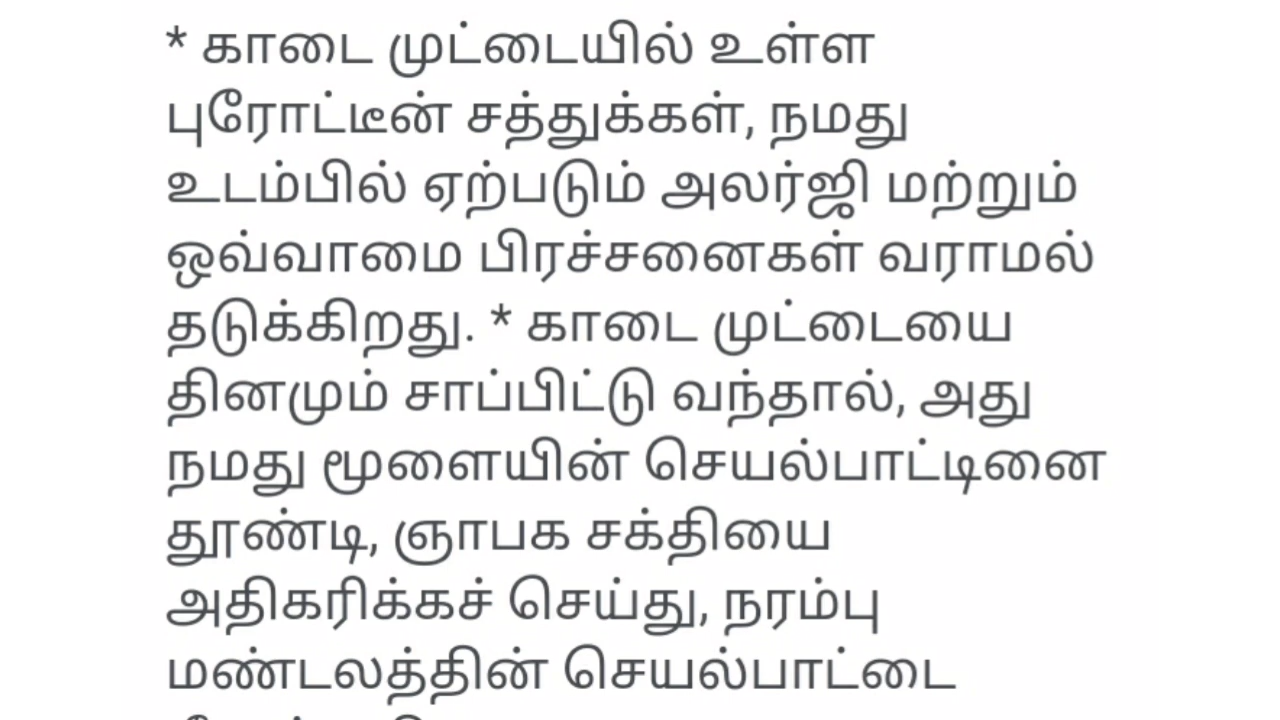 * காடை முட்டையில் உள்ள
புரோட்டீன் சத்துக்கள், நமது
உடம்பில் ஏற்படும் அலர்ஜி மற்றும்
ஒவ்வாமை பிரச்சனைகள் வராமல்
தடுக்கிறது. * காடை முட்டையை
தினமும் சாப்பிட்டு வந்தால், அது
நமது மூளையின் செயல்பாட்டினை
தூண்டி, ஞாபக சக்தியை
அதிகரிக்கச் செய்து, நரம்பு
மண்டலத்தின் செயல்பாட்டை